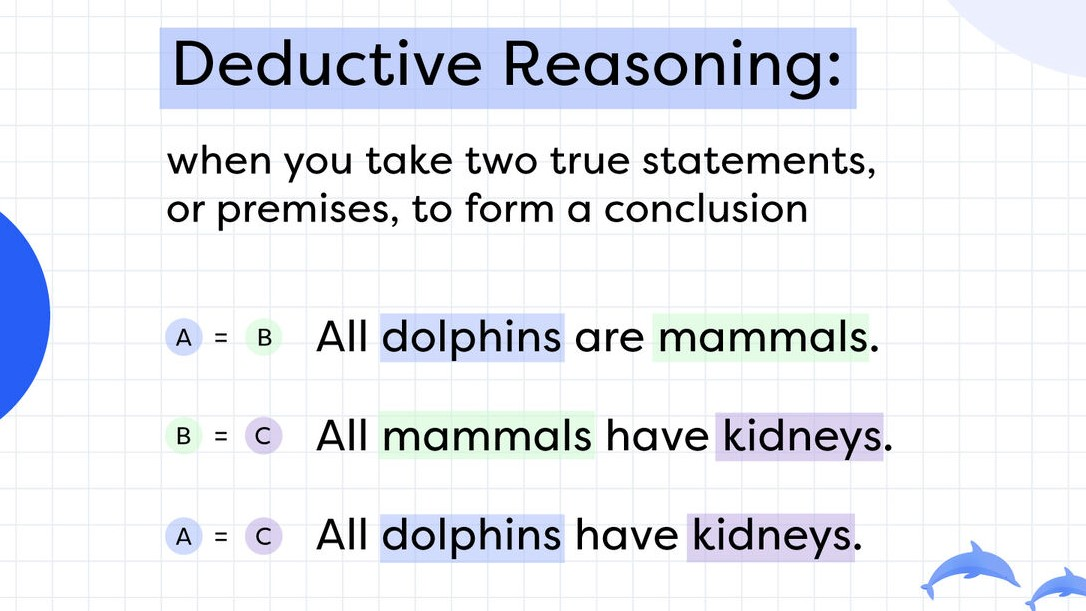 Deductive Reasoning:
when you take two true statements,
or premises, to form a conclusion
A = B All dolphins are mammals.
B = C All mammals have kidneys.
A = C All dolphins have kidneys.